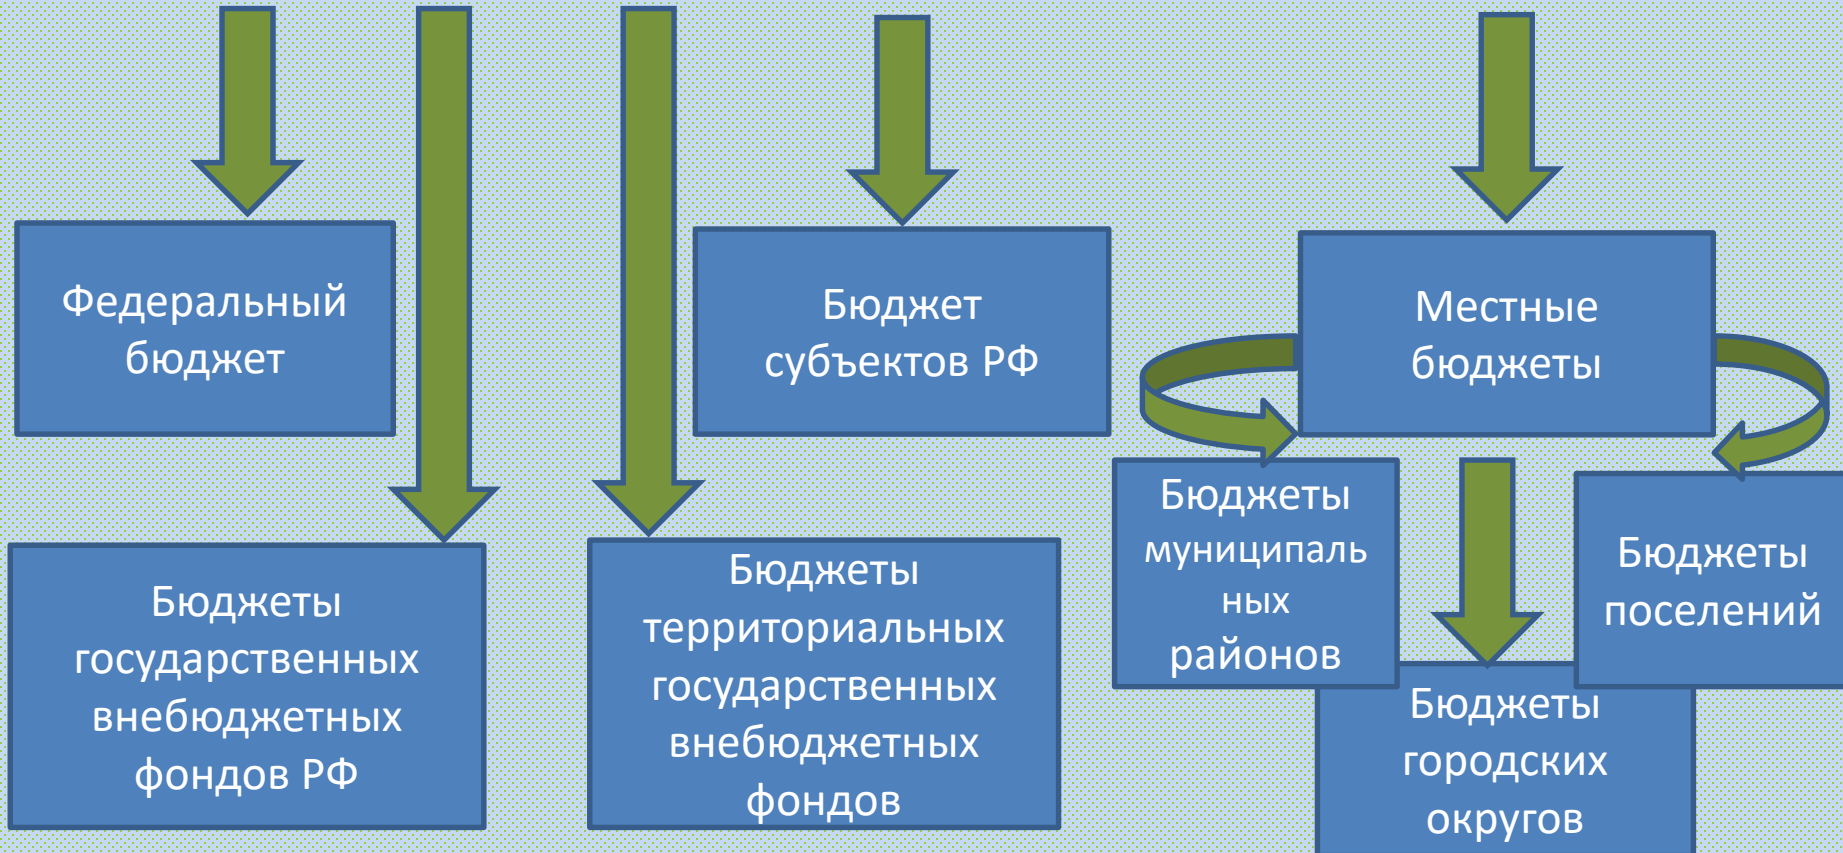 Федеральный
бюджет
Бюджет
субъектов РФ
Местные
бюджеты
Бюджеты
государственных
внебюджетных
фондов РФ
Бюджеты
территориальных
государственных
внебюджетных
фондов
Бюджеты
муниципаль
ных
районов
Бюджеты
поселений
Бюджеты
городских
округов